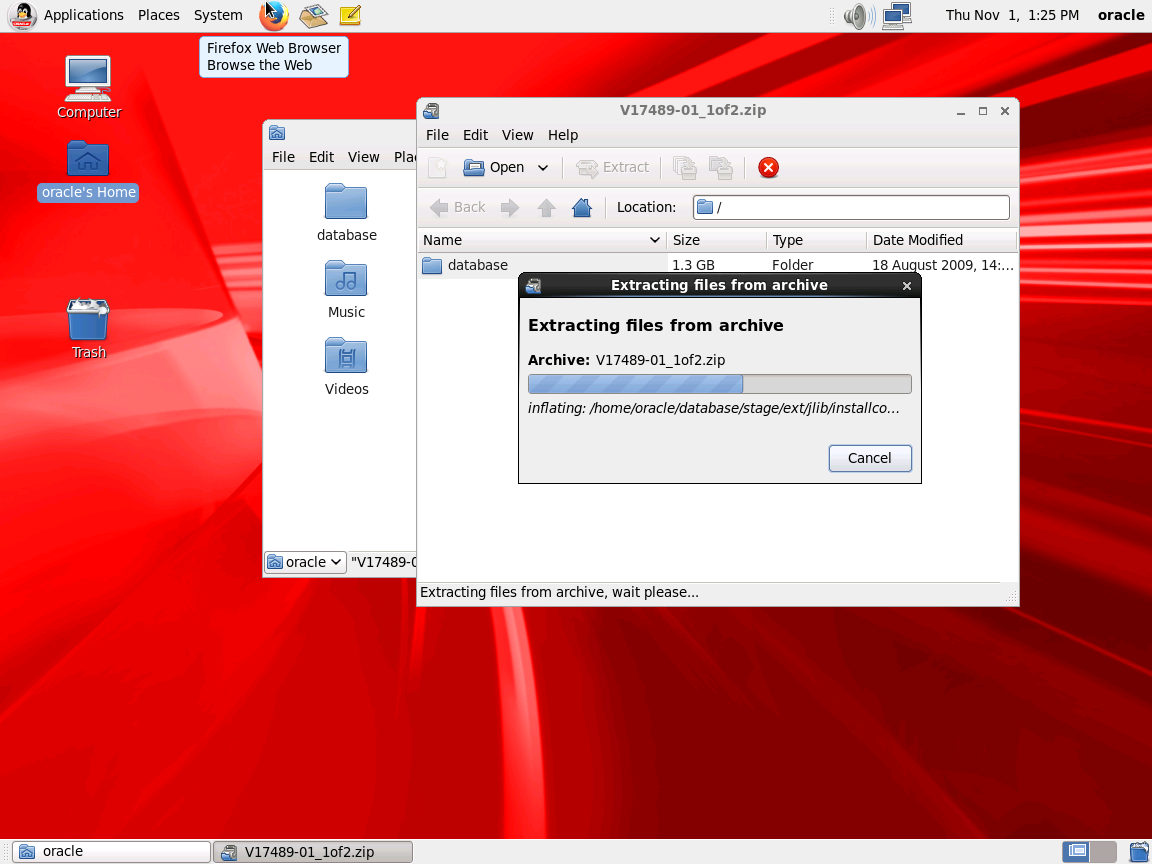 Applications Places System
Thu Nov 1, 1:25 PM oracle
Firefox Web Browser
Browse the Web
Computer
oracle's Home
Trash
File Edit View Pla
database
Music
Videos
oracle "V17489-0
V17489-01_1of2.zip
File Edit View Help
Open Extract
Back Location: /
Name Size Type Date Modified
database 1.3 GB Folder 18 August 2009, 14:...
Extracting files from archive
Extracting files from archive
Archive: V17489-01_1of2.zip
inflating: /home/oracle/database/stage/ext/jlib/installco...
Cancel
Extracting files from archive, wait please...
oracle V17489-01_1of2.zip